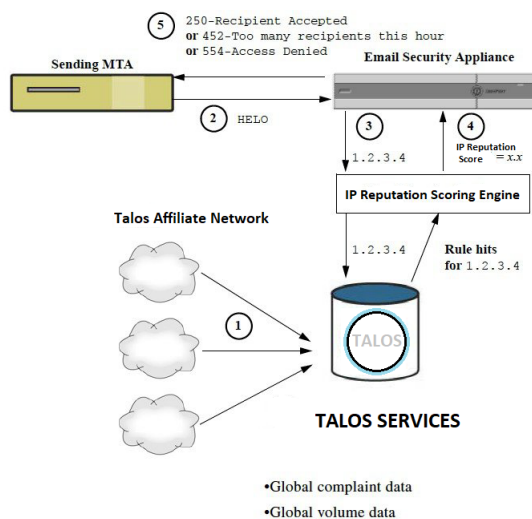 5
250-Recipient Accepted
or 452-Too many recipients this hour
or 554-Access Denied
Sending MTA
Email Security Appliance
2
HELO
3
4
1.2.3.4
IP Reputation
Score = x.x
IP Reputation Scoring Engine
Talos Affiliate Network
1.2.3.4
Rule hits
for 1.2.3.4
1
TALOS
TALOS SERVICES
•Global complaint data
•Global volume data